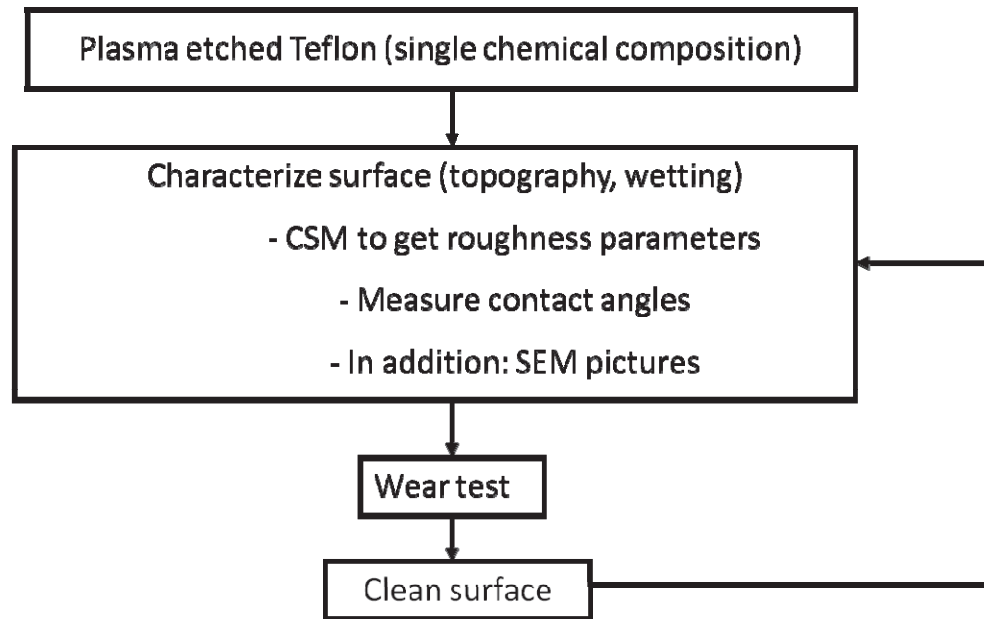 Plasma etched Teflon (single chemical composition)
Characterize surface (topography, wetting)
- CSM to get roughness parameters
- Measure contact angles
- In addition: SEM pictures
Wear test
Clean surface